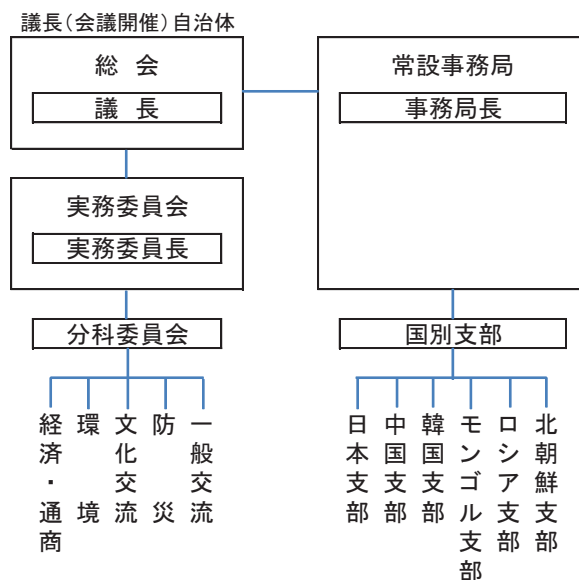 議長（会議開催）自治体
総 会
議 長
常設事務局
事務局長
実務委員会
実務委員長
分科委員会
国別支部
経済・通商
環 境
文化交流
防 災
一般交流
日本支部
中国支部
韓国支部
モンゴル支部
ロシア支部
北朝鮮支部